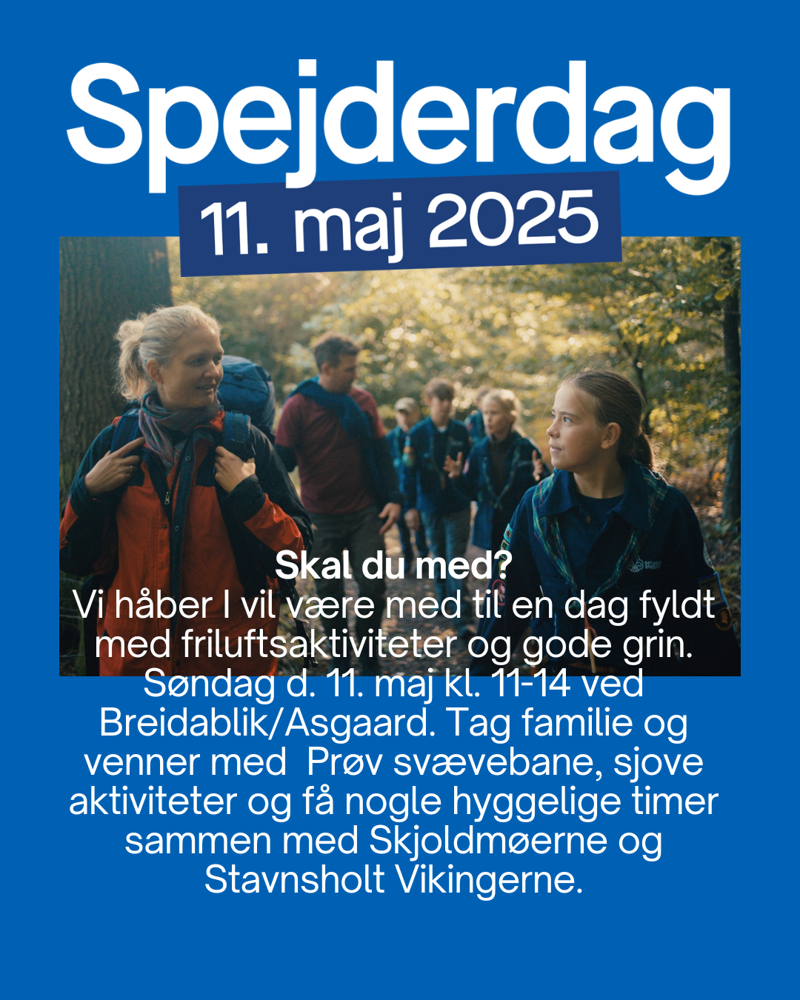 Spejderdag
11. maj 2025
Skal du med?
Vi håber I vil være med til en dag fyldt
med friluftsaktiviteter og gode grin.
Søndag d. 11. maj kl. 11-14 ved
Breidablik/Asgaard. Tag familie og
venner med  Prøv svævebane, sjove
aktiviteter og få nogle hyggelige timer
sammen med Skjoldmøerne og
Stavnsholt Vikingerne.